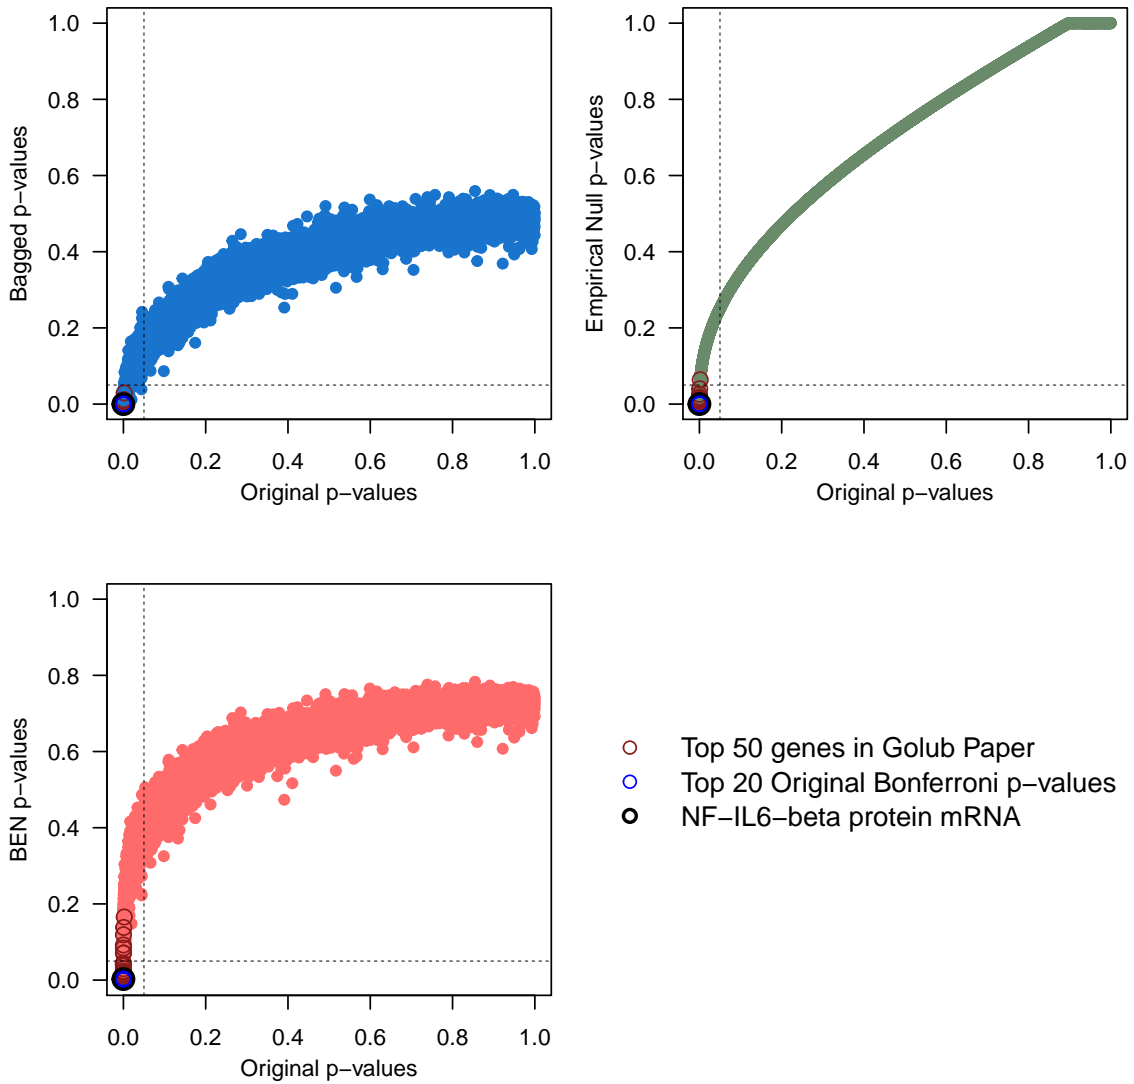 Bagged p−values
1.0
0.8
0.6
0.4
0.2
0.0
0.0 0.2 0.4 0.6 0.8 1.0
Original p−values
Empirical Null p−values
1.0
0.8
0.6
0.4
0.2
0.0
0.0 0.2 0.4 0.6 0.8 1.0
Original p−values
BEN p−values
1.0
0.8
0.6
0.4
0.2
0.0
0.0 0.2 0.4 0.6 0.8 1.0
Original p−values
Top 50 genes in Golub Paper
Top 20 Original Bonferroni p−values
NF−IL6−beta protein mRNA